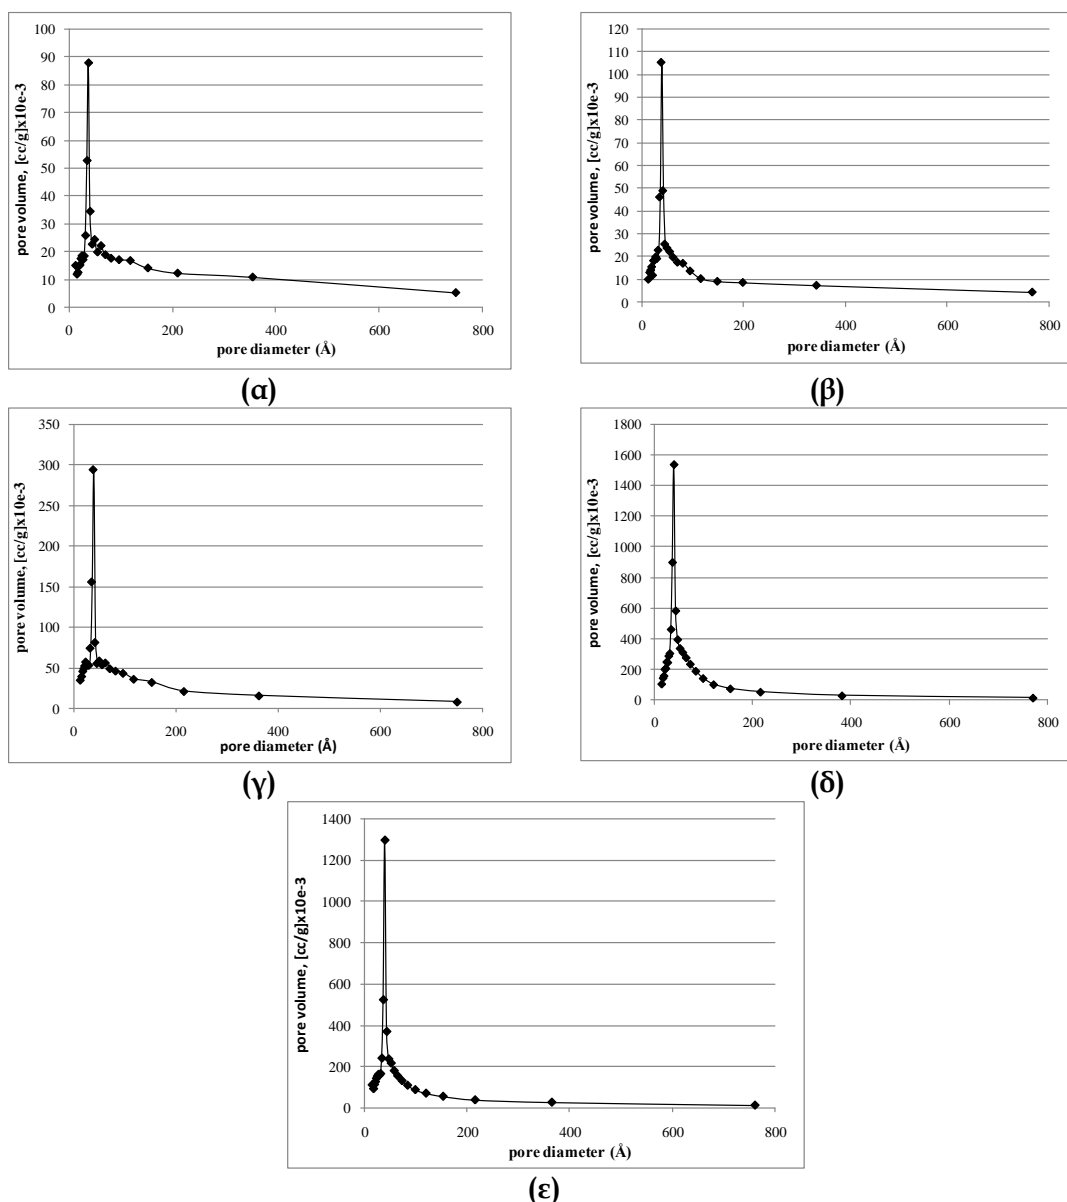 pore volume, [cc/g]x10e-3
100
90
80
70
60
50
40
30
20
10
0
0 200 400 600 800
pore diameter (Å)
(α)
pore volume, [cc/g]x10e-3
120
110
100
90
80
70
60
50
40
30
20
10
0
0 200 400 600 800
pore diameter (Å)
(β)
pore volume, [cc/g]x10e-3
350
300
250
200
150
100
50
0
0 200 400 600 800
pore diameter (Å)
(γ)
pore volume, [cc/g]x10e-3
1800
1600
1400
1200
1000
800
600
400
200
0
0 200 400 600 800
pore diameter (Å)
(δ)
pore volume, [cc/g]x10e-3
1400
1200
1000
800
600
400
200
0
0 200 400 600 800
pore diameter (Å)
(ε)